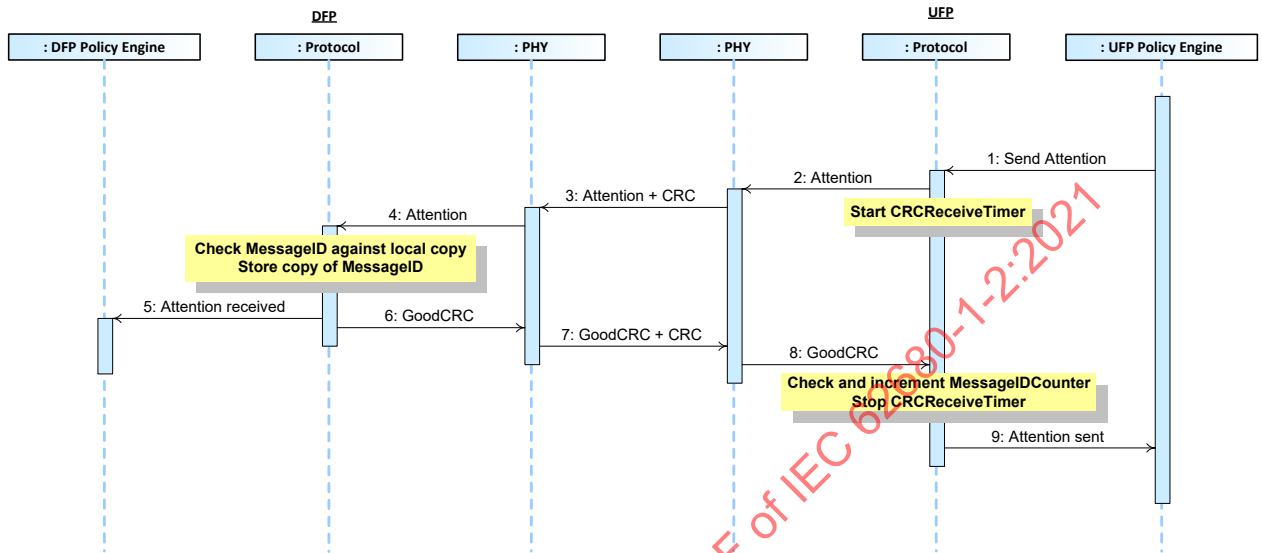 DFP
UFP
: DFP Policy Engine
: Protocol
: PHY
: PHY
: Protocol
: UFP Policy Engine
1: Send Attention
2: Attention
3: Attention + CRC
Start CRCReceiveTimer
4: Attention
Check MessageID against local copy
Store copy of MessageID
5: Attention received
6: GoodCRC
7: GoodCRC + CRC
8: GoodCRC
Check and increment MessageIDCounter
Stop CRCReceiveTimer
9: Attention sent
of IEC 62680-1-2:2021